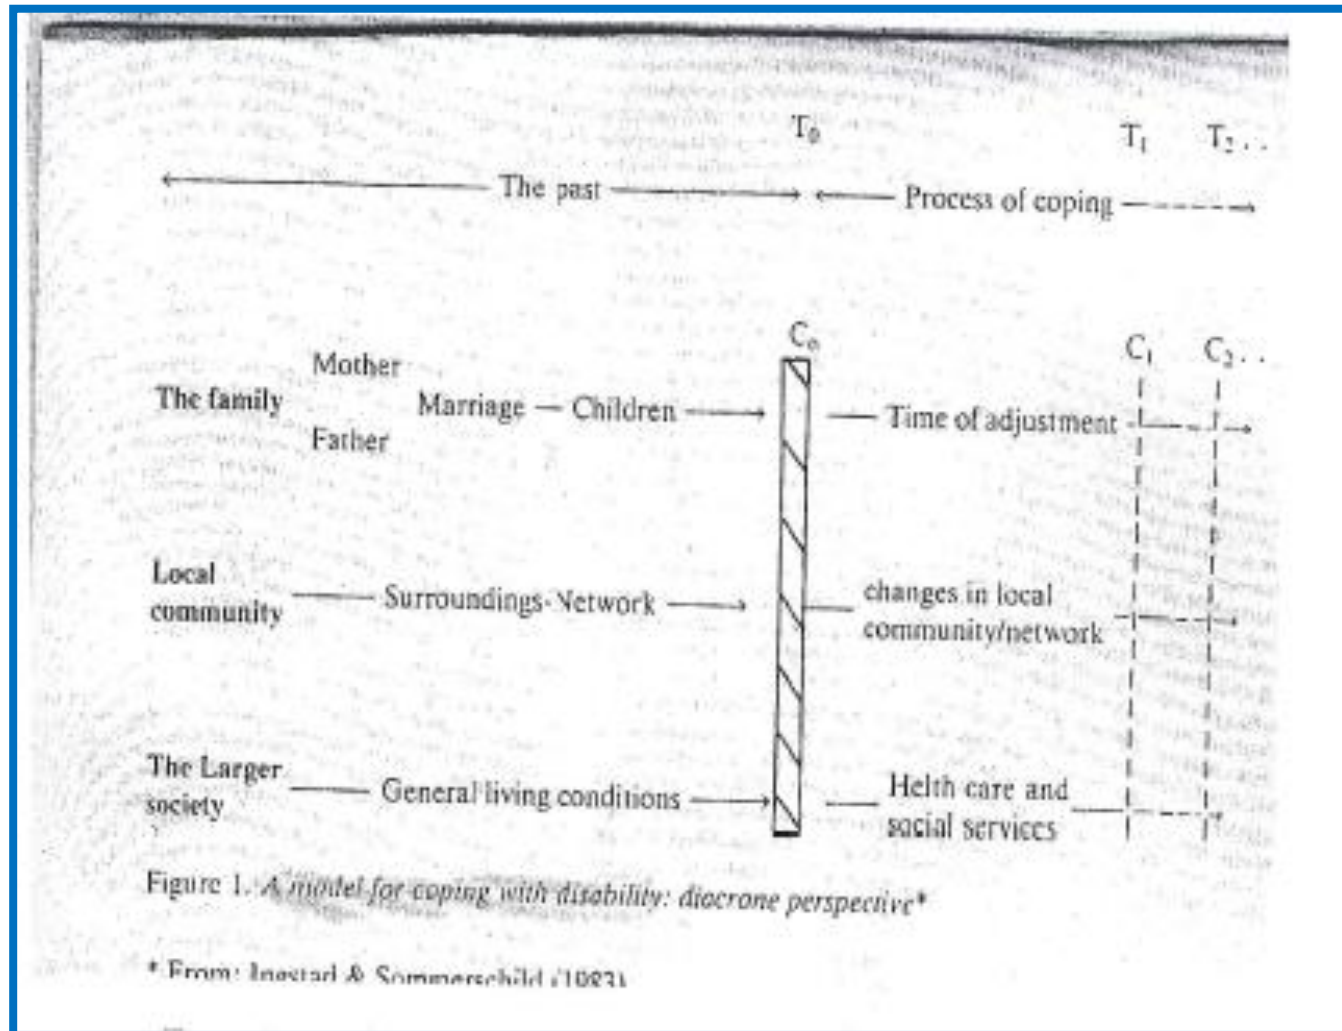 T₀ T₁ T₂ . .
The past Process of coping
C₀ C₁ C₂ . .
Mother
The family Marriage — Children Time of adjustment
Father
Local
community Surroundings-Network changes in local
community/network
The Larger
society General living conditions Helth care and
social services
Figure 1. A model for coping with disability: diacrone perspective*
* From: Ingstad & Sommerschild (1983)